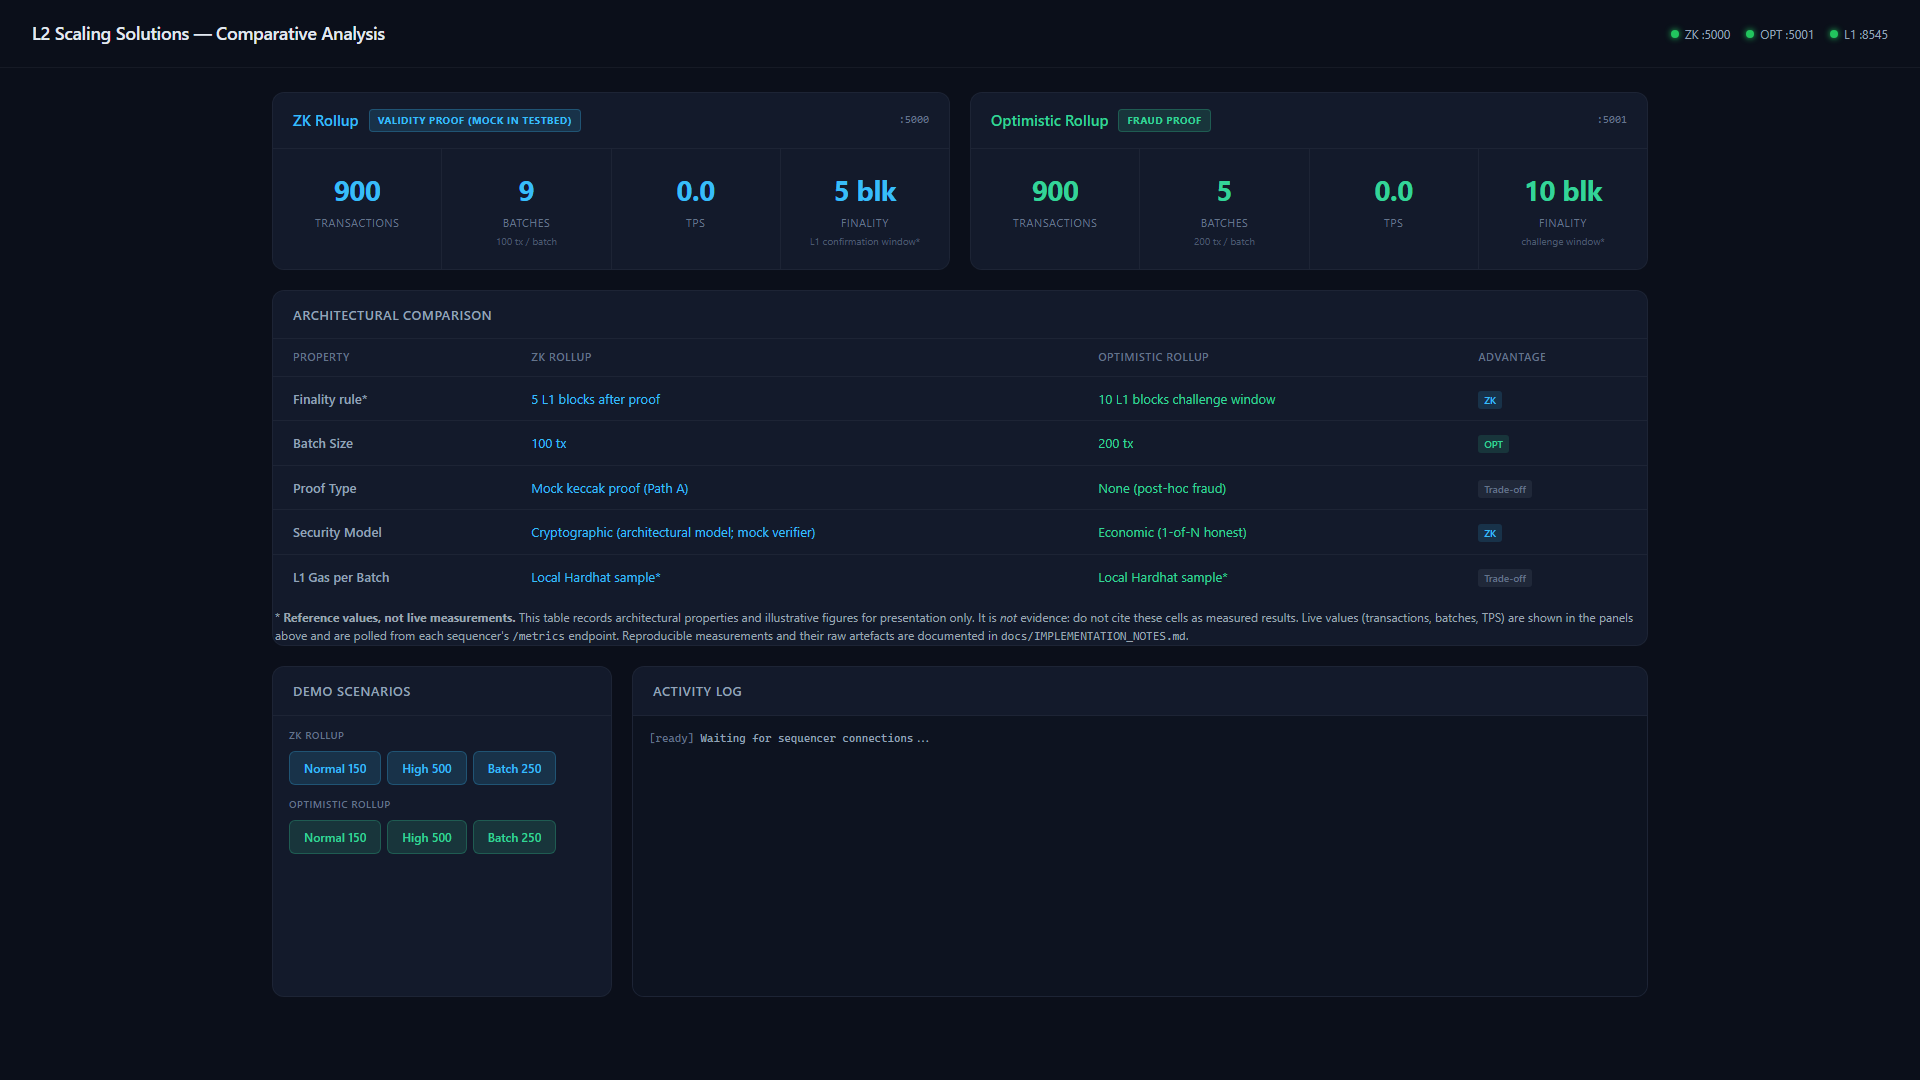 L2 Scaling Solutions — Comparative Analysis
ZK :5000 OPT :5001 L1 :8545
ZK Rollup VALIDITY PROOF (MOCK IN TESTBED) :5000
900 9 0.0 5 blk
TRANSACTIONS BATCHES TPS FINALITY
100 tx / batch L1 confirmation window*
Optimistic Rollup FRAUD PROOF :5001
900 5 0.0 10 blk
TRANSACTIONS BATCHES TPS FINALITY
200 tx / batch challenge window*
ARCHITECTURAL COMPARISON
PROPERTY ZK ROLLUP OPTIMISTIC ROLLUP ADVANTAGE
Finality rule* 5 L1 blocks after proof 10 L1 blocks challenge window ZK
Batch Size 100 tx 200 tx OPT
Proof Type Mock keccak proof (Path A) None (post-hoc fraud) Trade-off
Security Model Cryptographic (architectural model; mock verifier) Economic (1-of-N honest) ZK
L1 Gas per Batch Local Hardhat sample* Local Hardhat sample* Trade-off
* Reference values, not live measurements. This table records architectural properties and illustrative figures for presentation only. It is not evidence: do not cite these cells as measured results. Live values (transactions, batches, TPS) are shown in the panels
above and are polled from each sequencer's /metrics endpoint. Reproducible measurements and their raw artefacts are documented in docs/IMPLEMENTATION_NOTES.md.
DEMO SCENARIOS
ZK ROLLUP
Normal 150 High 500 Batch 250
OPTIMISTIC ROLLUP
Normal 150 High 500 Batch 250
ACTIVITY LOG
[ready] Waiting for sequencer connections...